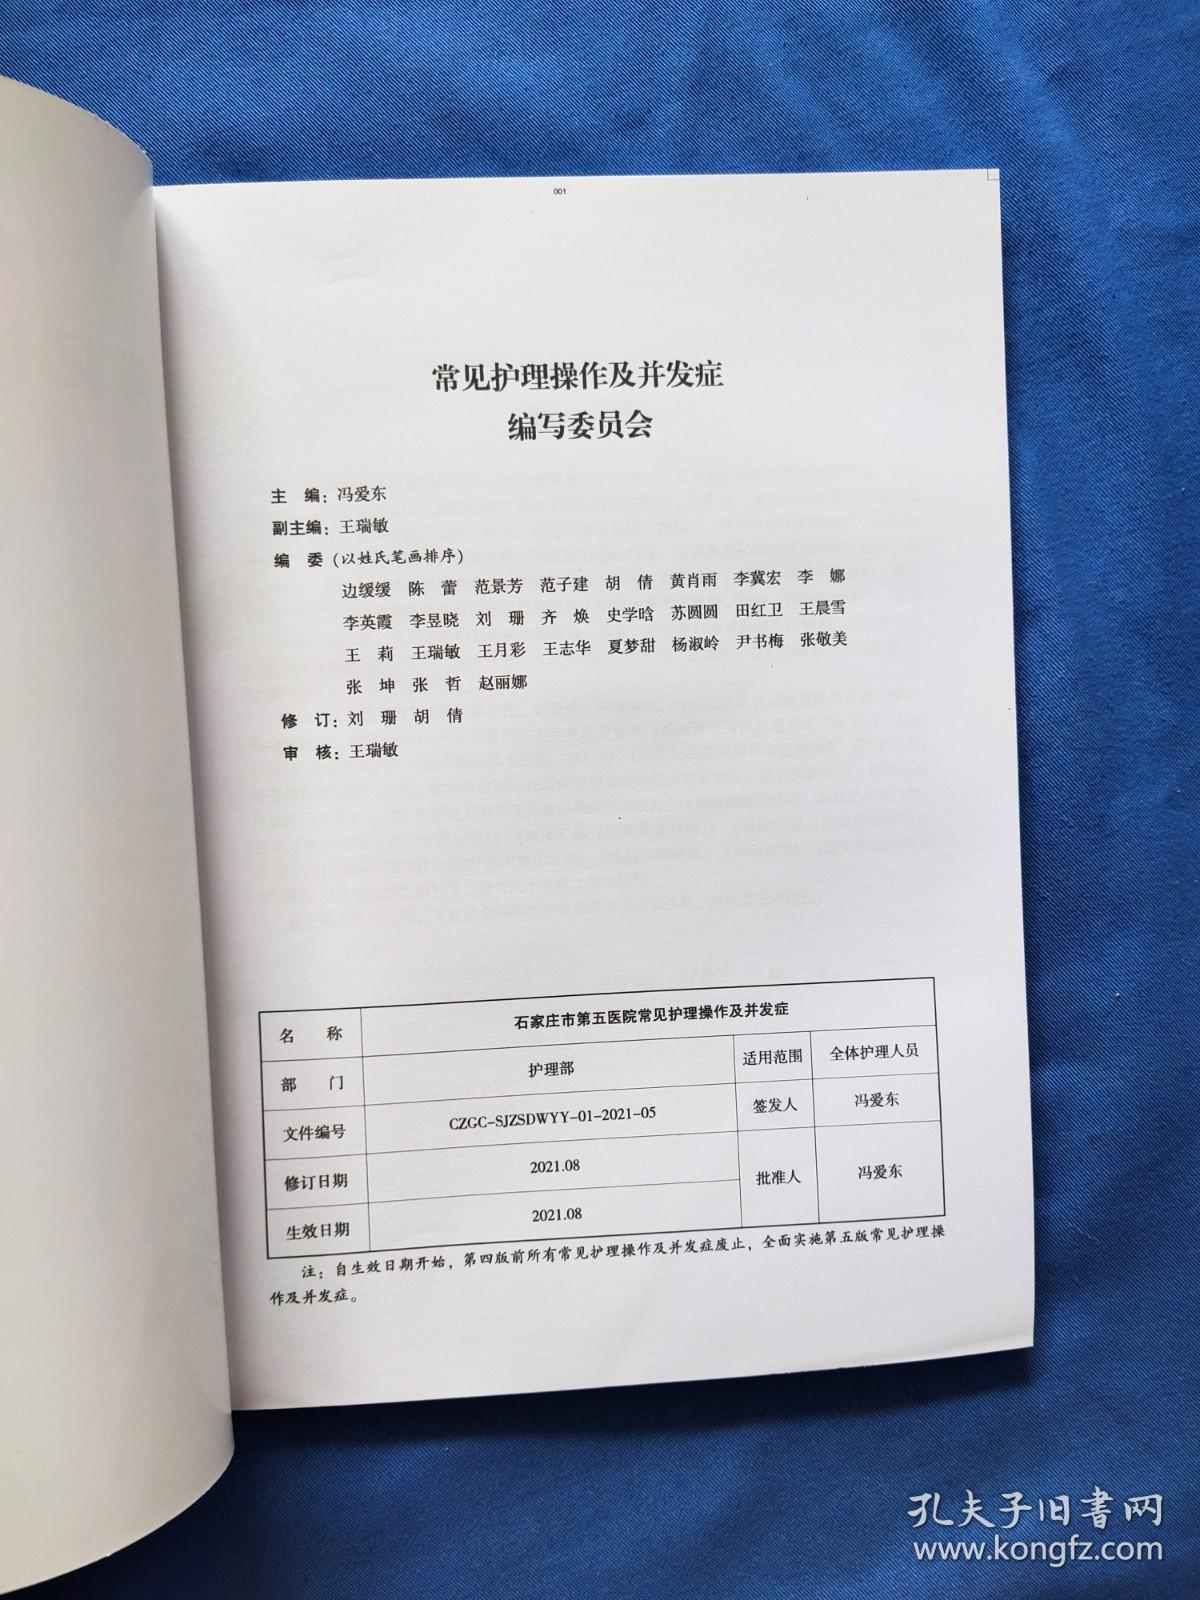 001
常见护理操作及并发症
编写委员会
主　编：冯爱东
副主编：王瑞敏
编　委（以姓氏笔画排序）
边缓缓　陈　蕾　范景芳　范子建　胡　倩　黄肖雨　李冀宏　李　娜
李英霞　李昱晓　刘　珊　齐　焕　史学晗　苏圆圆　田红卫　王晨雪
王　莉　王瑞敏　王月彩　王志华　夏梦甜　杨淑岭　尹书梅　张敬美
张　坤　张　哲　赵丽娜
修　订：刘　珊　胡　倩
审　核：王瑞敏
名　称　石家庄市第五医院常见护理操作及并发症
部　门　护理部　适用范围　全体护理人员
文件编号　CZGC-SJZSDWYY-01-2021-05　签发人　冯爱东
修订日期　2021.08　批准人　冯爱东
生效日期　2021.08
注：自生效日期开始，第四版前所有常见护理操作及并发症废止，全面实施第五版常见护理操
作及并发症。
孔夫子旧書网
www.kongfz.com